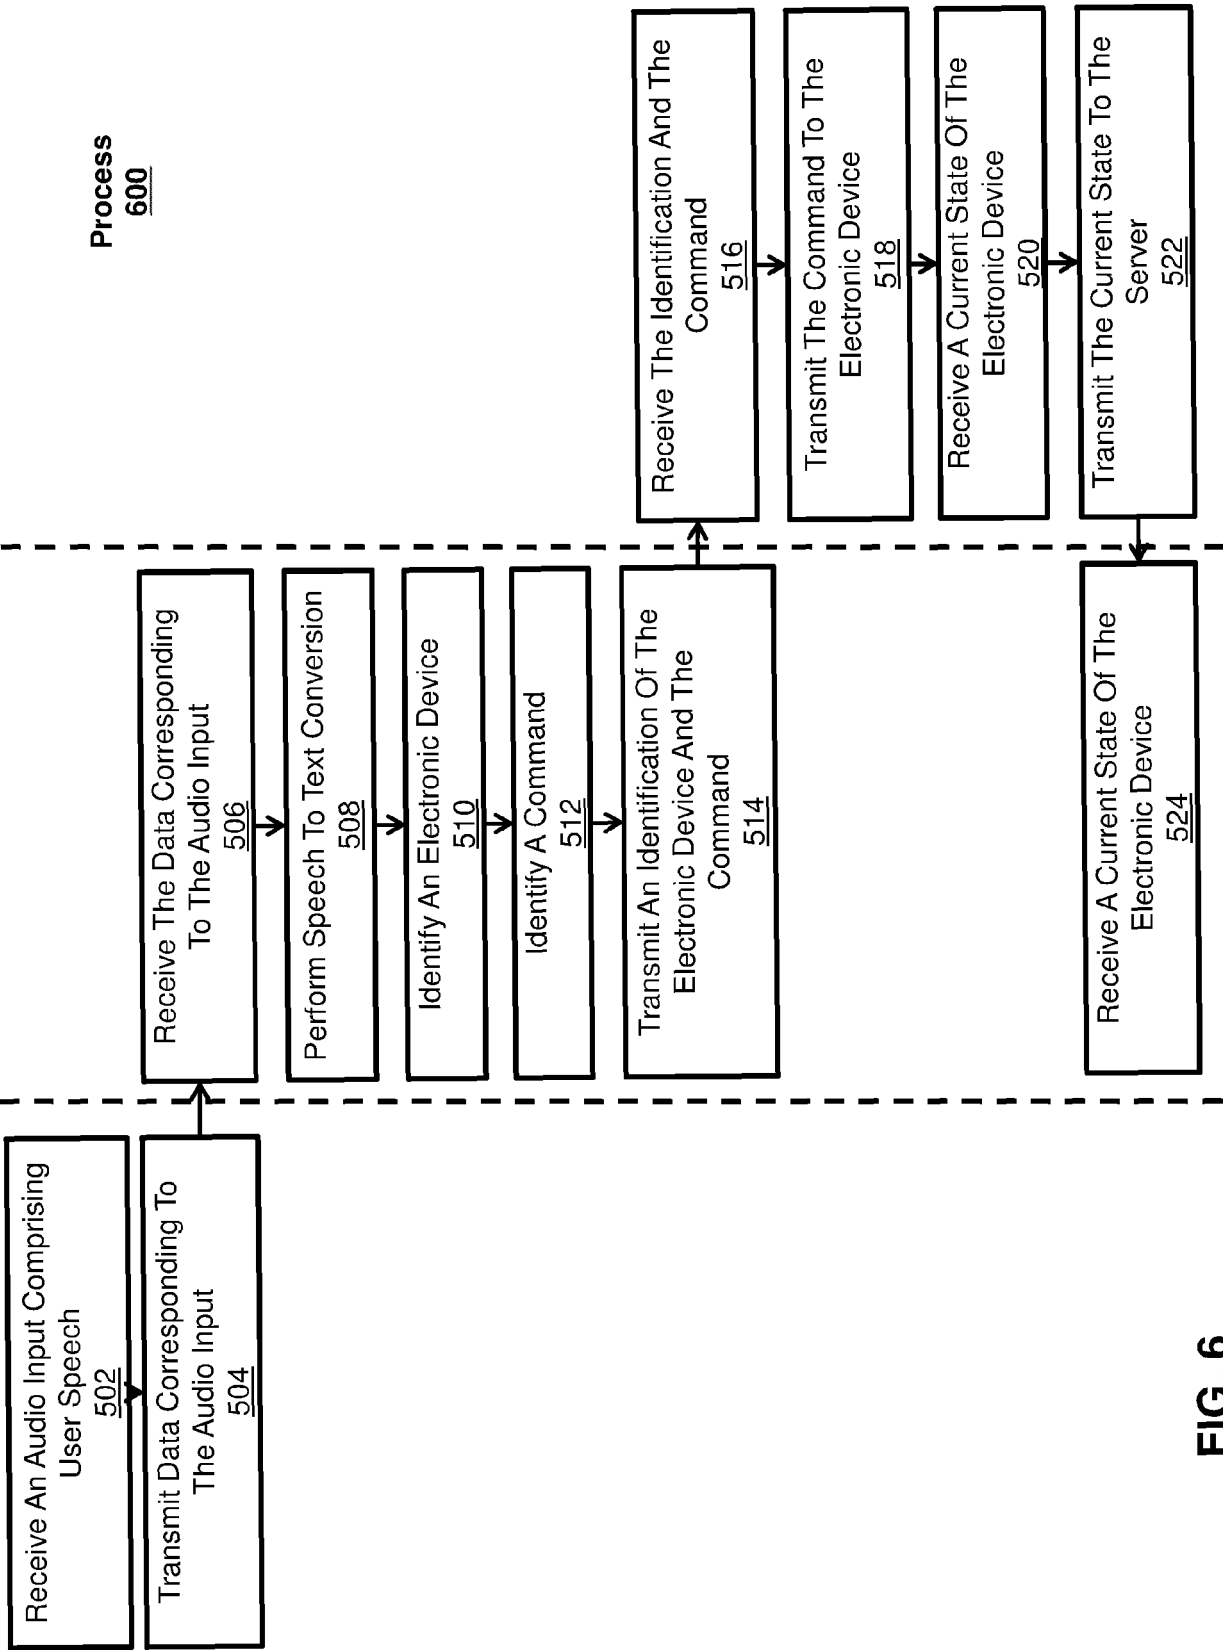 Process
600
Receive An Audio Input Comprising
User Speech
502
Transmit Data Corresponding To
The Audio Input
504
Receive The Data Corresponding
To The Audio Input
506
Perform Speech To Text Conversion
508
Identify An Electronic Device
510
Identify A Command
512
Transmit An Identification Of The
Electronic Device And The
Command
514
Receive The Identification And The
Command
516
Transmit The Command To The
Electronic Device
518
Receive A Current State Of The
Electronic Device
520
Transmit The Current State To The
Server
522
Receive A Current State Of The
Electronic Device
524
FIG. 6